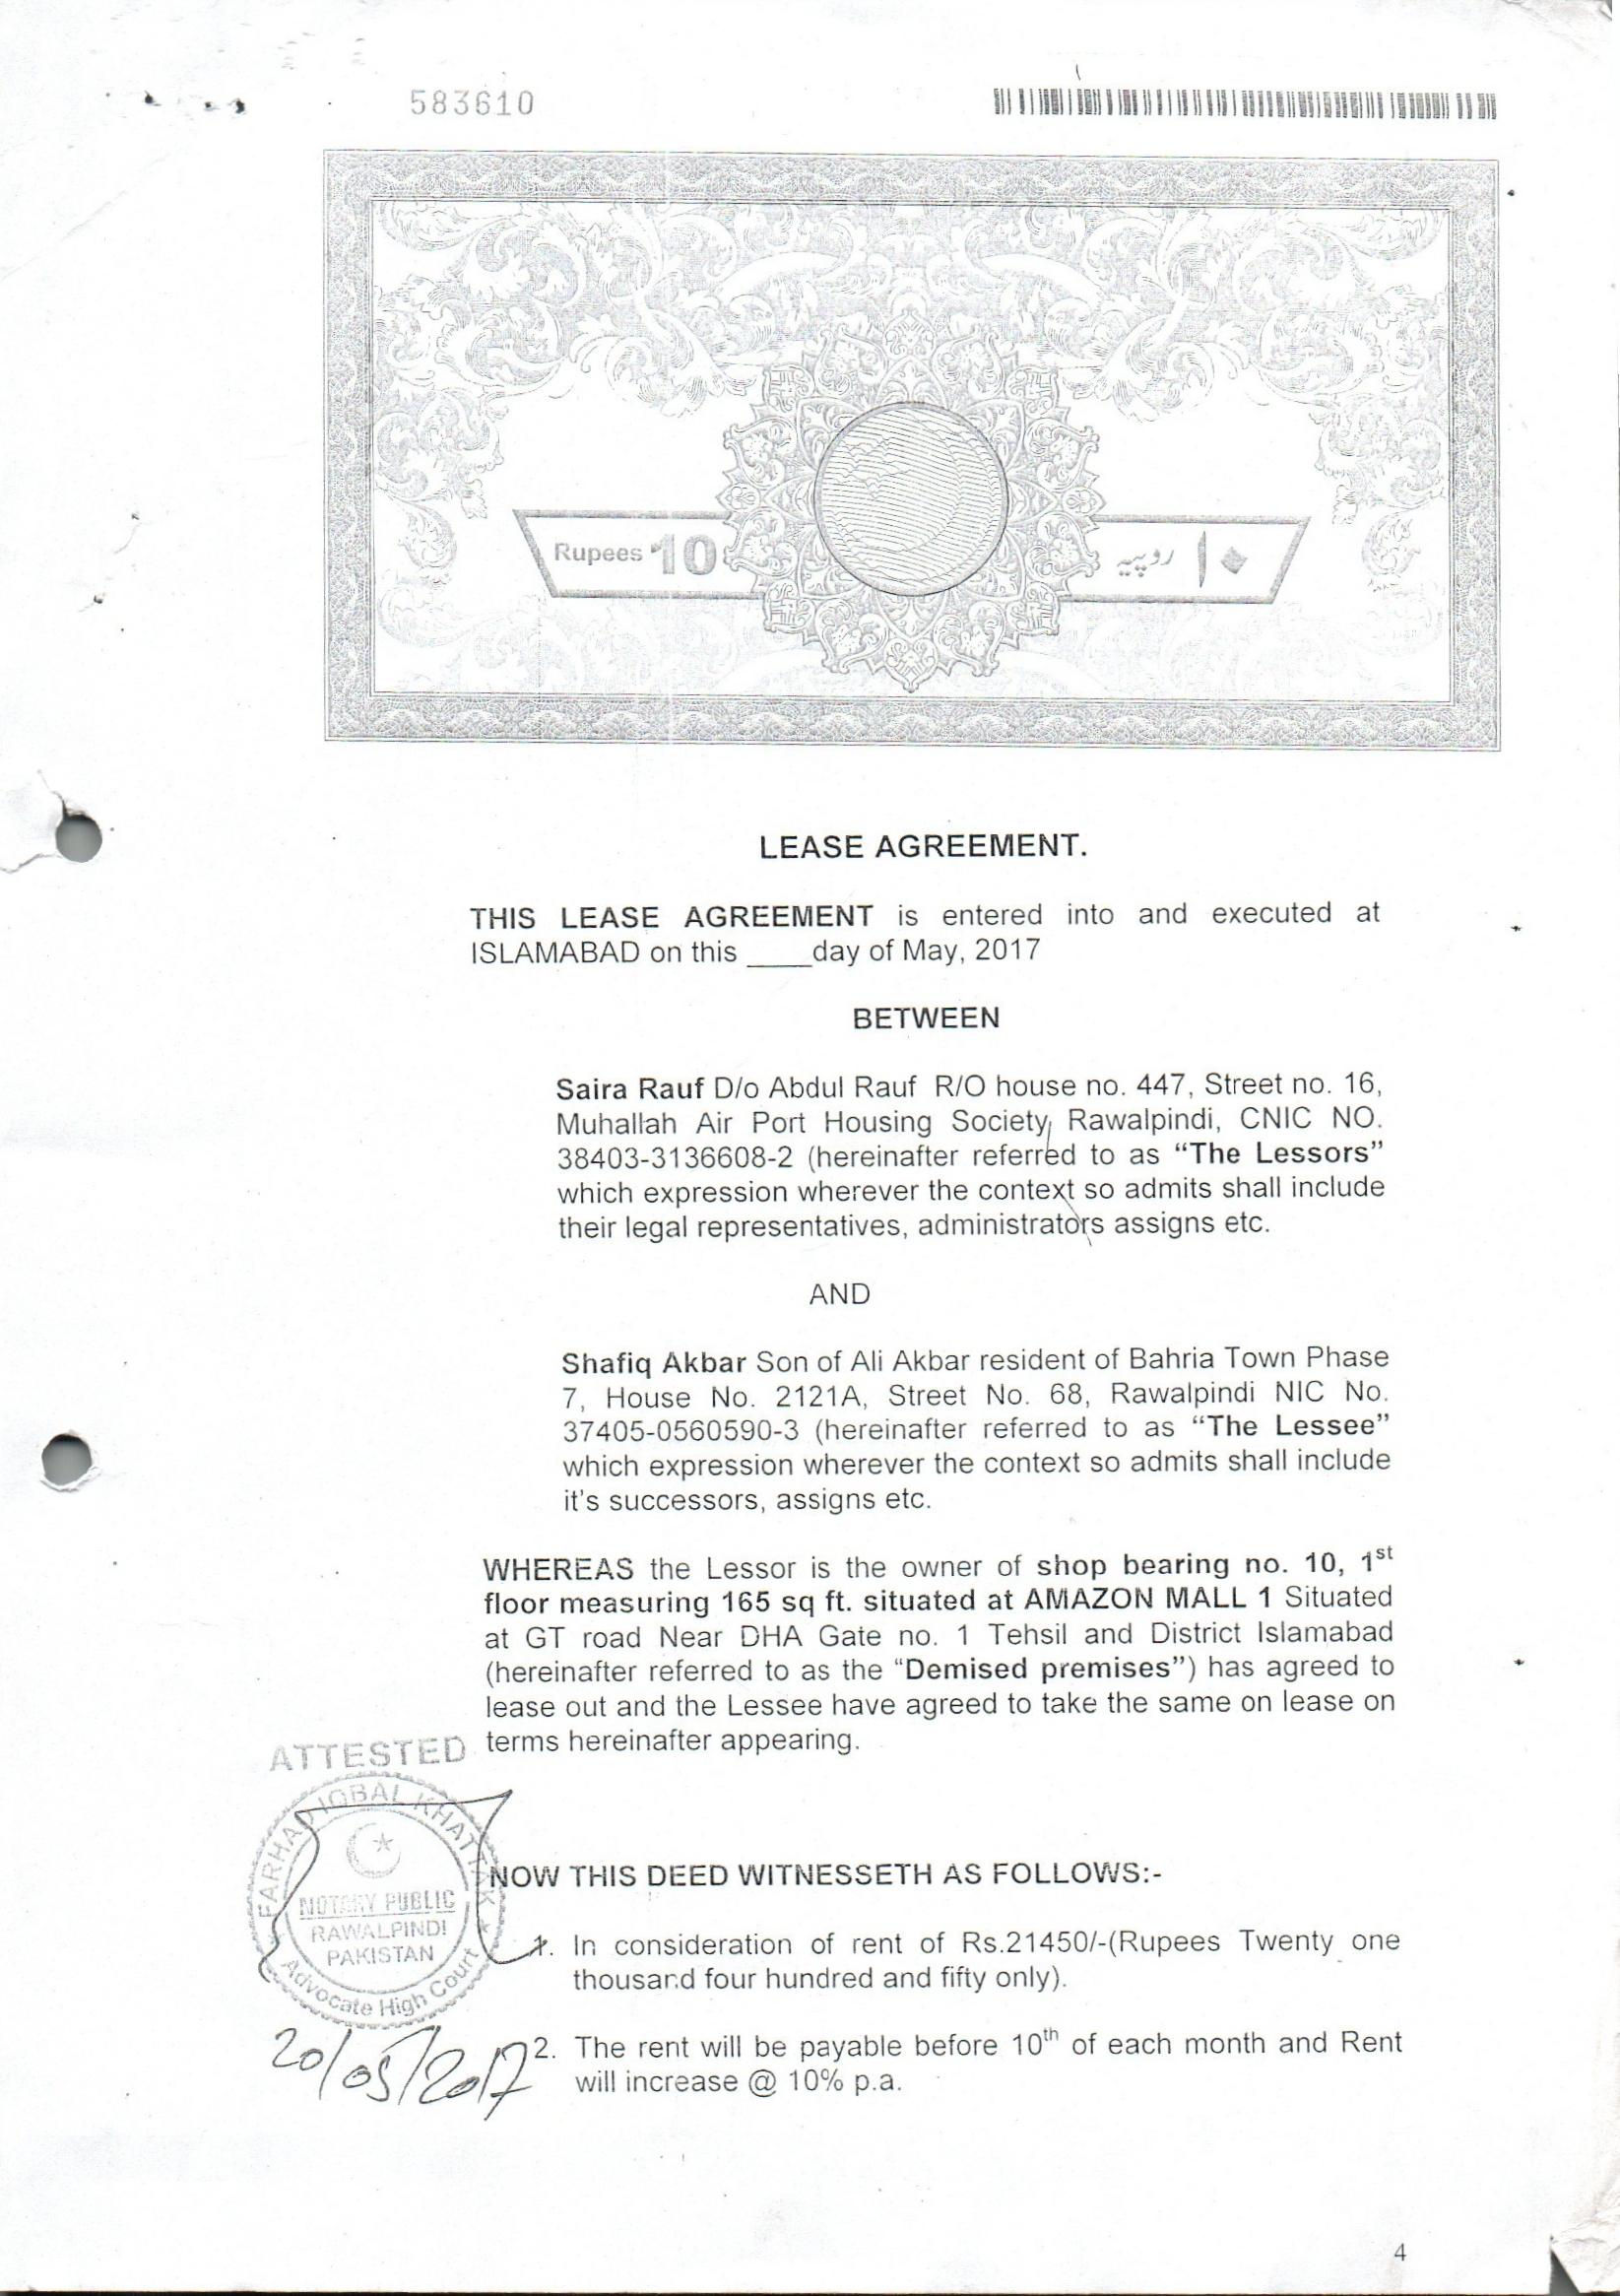 583610
Rupees 10
روپیہ ۱۰
LEASE AGREEMENT.
THIS LEASE AGREEMENT is entered into and executed at
ISLAMABAD on this ____day of May, 2017
BETWEEN
Saira Rauf D/o Abdul Rauf R/O house no. 447, Street no. 16,
Muhallah Air Port Housing Society, Rawalpindi, CNIC NO.
38403-3136608-2 (hereinafter referred to as “The Lessors”
which expression wherever the context so admits shall include
their legal representatives, administrators assigns etc.
AND
Shafiq Akbar Son of Ali Akbar resident of Bahria Town Phase
7, House No. 2121A, Street No. 68, Rawalpindi NIC No.
37405-0560590-3 (hereinafter referred to as “The Lessee”
which expression wherever the context so admits shall include
it's successors, assigns etc.
WHEREAS the Lessor is the owner of shop bearing no. 10, 1st
floor measuring 165 sq ft. situated at AMAZON MALL 1 Situated
at GT road Near DHA Gate no. 1 Tehsil and District Islamabad
(hereinafter referred to as the “Demised premises”) has agreed to
lease out and the Lessee have agreed to take the same on lease on
terms hereinafter appearing.
ATTESTED
FARHAD IQBAL KHATTAK
NOTARY PUBLIC
RAWALPINDI
PAKISTAN
Advocate High Court
20/05/2017
NOW THIS DEED WITNESSETH AS FOLLOWS:-
1. In consideration of rent of Rs.21450/-(Rupees Twenty one
thousand four hundred and fifty only).
2. The rent will be payable before 10th of each month and Rent
will increase @ 10% p.a.
4